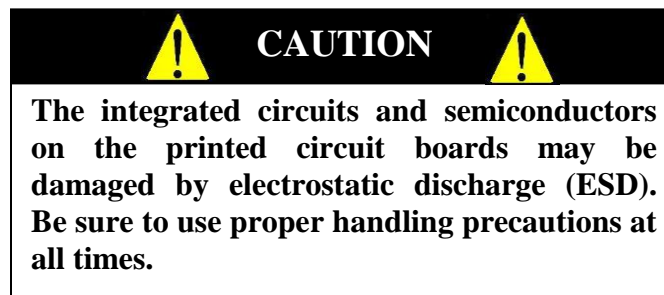 CAUTION
The integrated circuits and semiconductors
on the printed circuit boards may be
damaged by electrostatic discharge (ESD).
Be sure to use proper handling precautions at
all times.